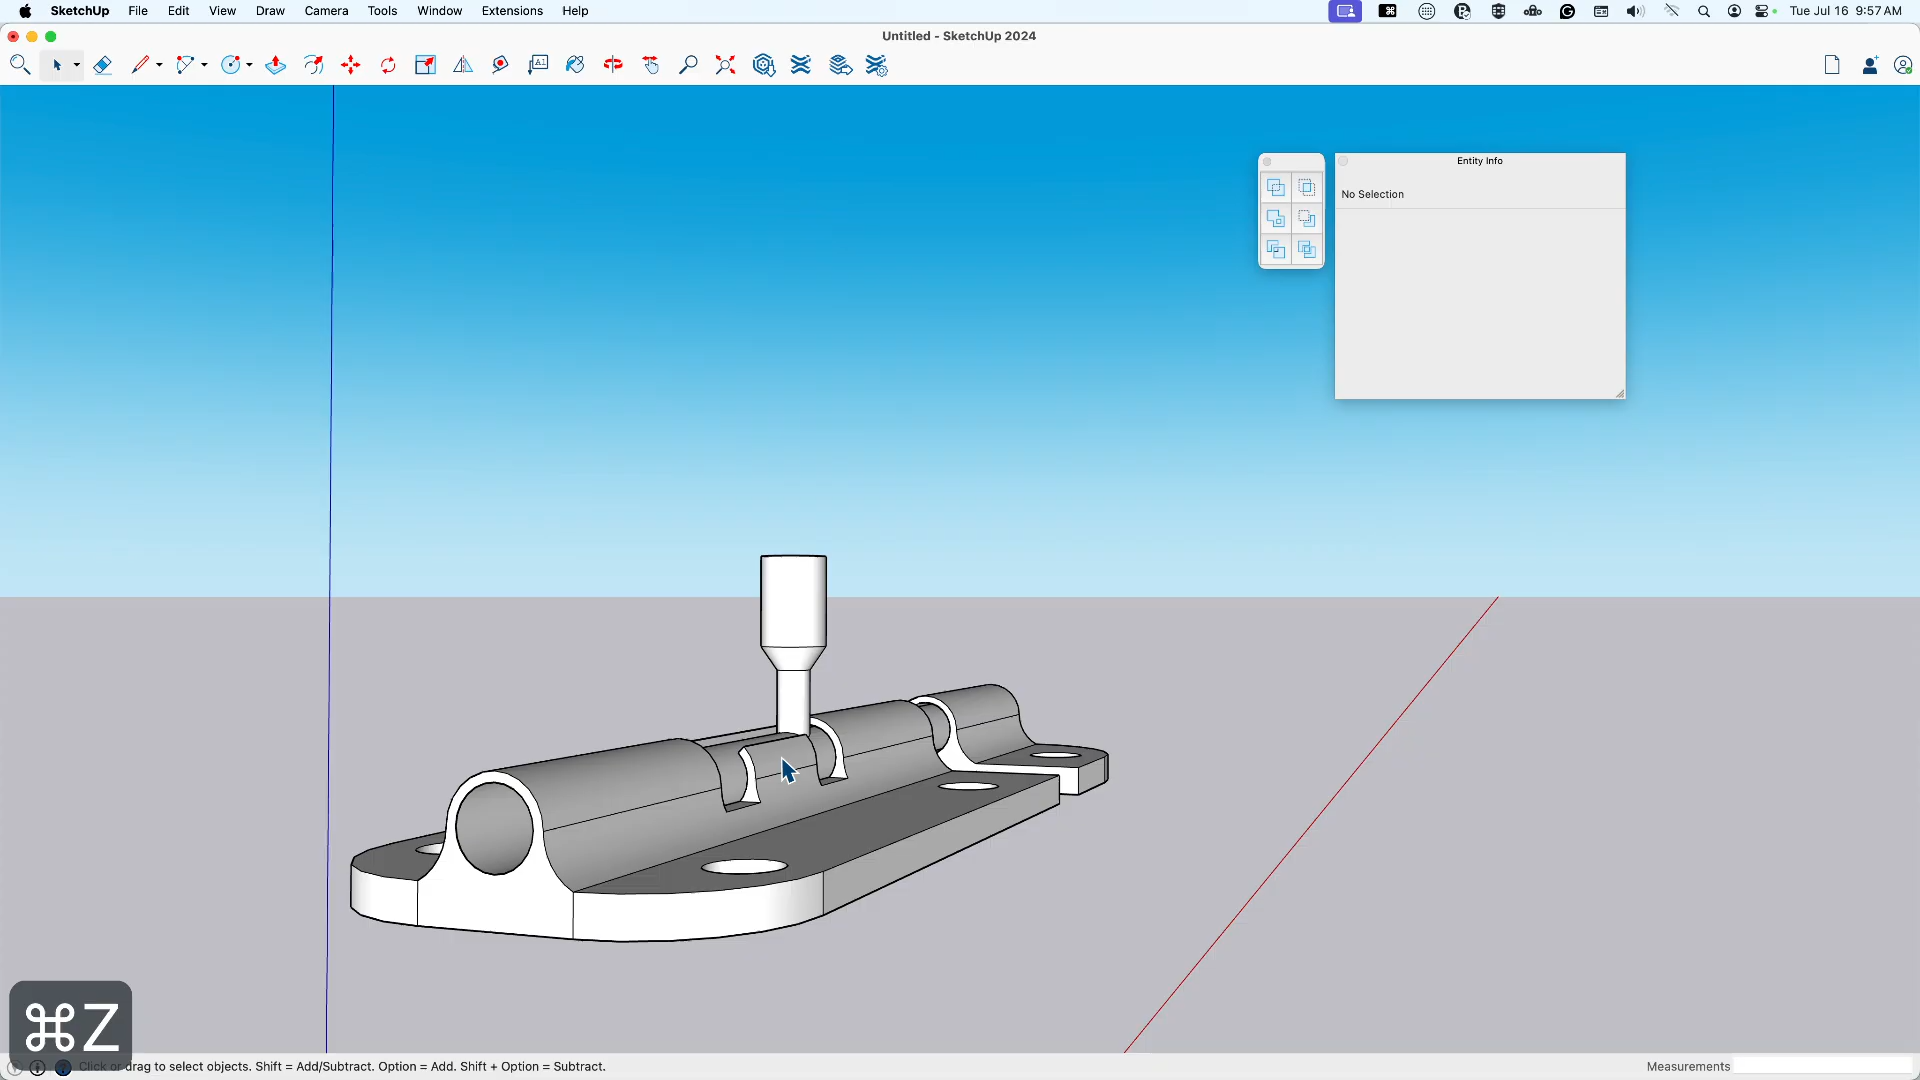 SketchUp File Edit View Draw Camera Tools Window Extensions Help Tue Jul 16 9:57 AM
Untitled - SketchUp 2024
A1
Entity Info
No Selection
⌘Z
Click or drag to select objects. Shift = Add/Subtract. Option = Add. Shift + Option = Subtract.
Measurements